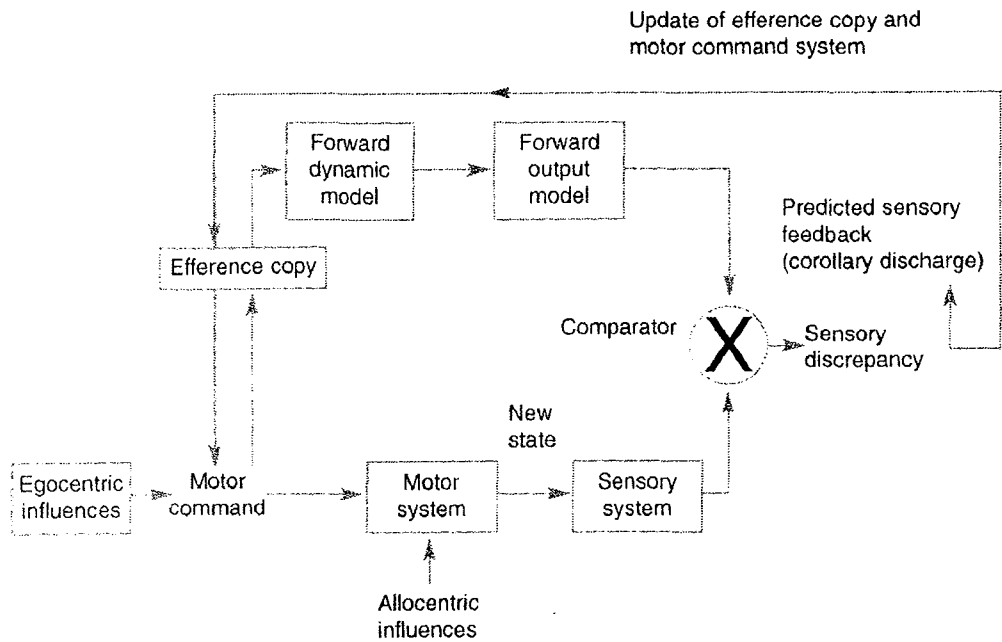 Update of efference copy and
motor command system
Forward
dynamic
model
Forward
output
model
Predicted sensory
feedback
(corollary discharge)
Efference copy
Comparator
X
Sensory
discrepancy
New
state
Egocentric
influences
Motor
command
Motor
system
Sensory
system
Allocentric
influences